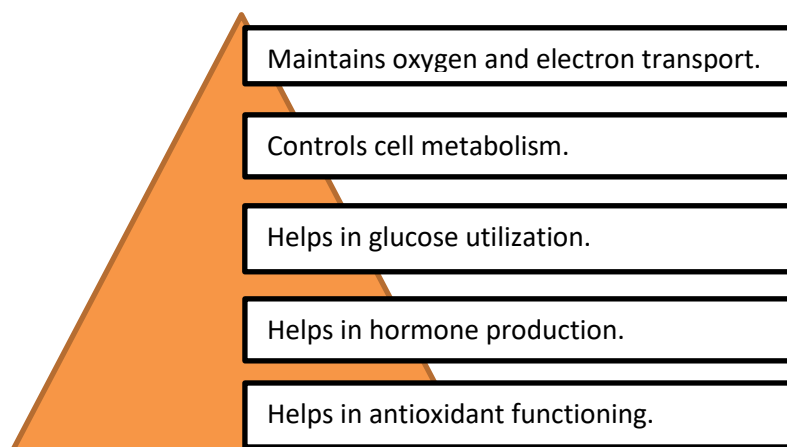 Maintains oxygen and electron transport.
Controls cell metabolism.
Helps in glucose utilization.
Helps in hormone production.
Helps in antioxidant functioning.